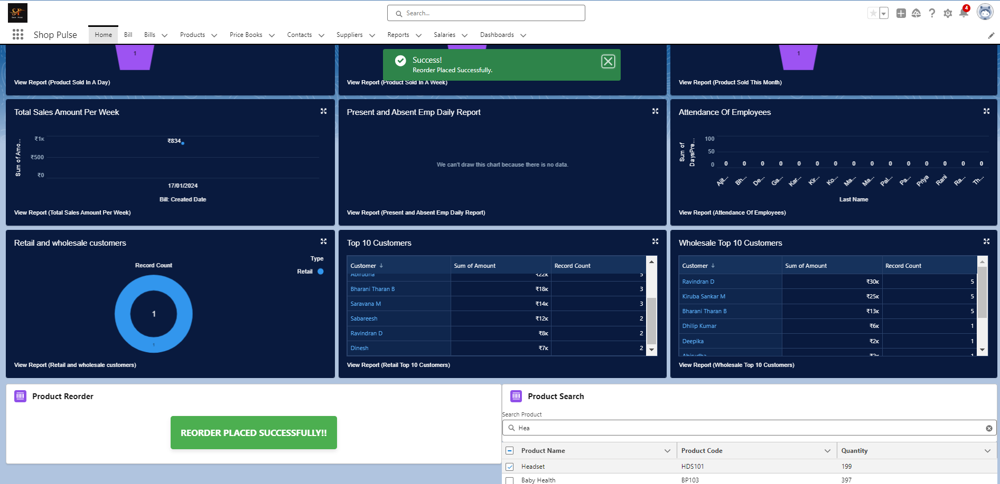 SP
Search...
4
Shop Pulse
Home
Bill
Bills
Products
Price Books
Contacts
Suppliers
Reports
Salaries
Dashboards
1
1
Success!
Reorder Placed Successfully.
View Report (Product Sold In A Day)
View Report (Product Sold In A Week)
View Report (Product Sold This Month)
Total Sales Amount Per Week
Sum of Amo...
₹1K
₹500
₹0
₹834
17/01/2024
Bill: Created Date
View Report (Total Sales Amount Per Week)
Present and Absent Emp Daily Report
We can't draw this chart because there is no data.
View Report (Present and Absent Emp Daily Report)
Attendance Of Employees
Sum of
DaysPre...
100
50
0
0 0 0 0 0 0 0 0 0 0 0 0 0 0 0
Ajit... Bh... De... Ga... Kar... Kir... Ko... Ma... Ma... Pal... Pa... Priya Rani Ra... Th...
Last Name
View Report (Attendance Of Employees)
Retail and wholesale customers
Record Count
Type
Retail
1
1
View Report (Retail and wholesale customers)
Top 10 Customers
Customer Sum of Amount Record Count
Abirudha ₹22K 5
Bharani Tharan B ₹18K 3
Saravana M ₹14K 3
Sabareesh ₹12K 2
Ravindran D ₹8K 2
Dinesh ₹7K 2
View Report (Retail Top 10 Customers)
Wholesale Top 10 Customers
Customer Sum of Amount Record Count
Ravindran D ₹30K 5
Kiruba Sankar M ₹25K 5
Bharani Tharan B ₹13K 5
Dhilip Kumar ₹6K 1
Deepika ₹2K 1
Abirudha ₹2K 1
View Report (Wholesale Top 10 Customers)
Product Reorder
REORDER PLACED SUCCESSFULLY!!
Product Search
Search Product
Hea
Product Name Product Code Quantity
Headset HDS101 199
Baby Health BP103 397